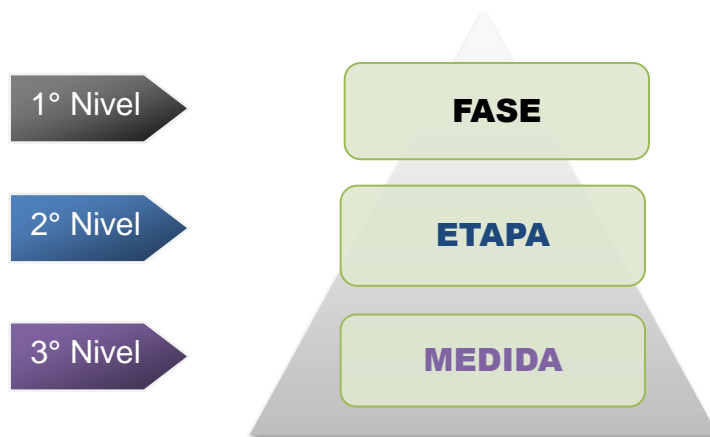 1° Nivel
FASE
2° Nivel
ETAPA
3° Nivel
MEDIDA